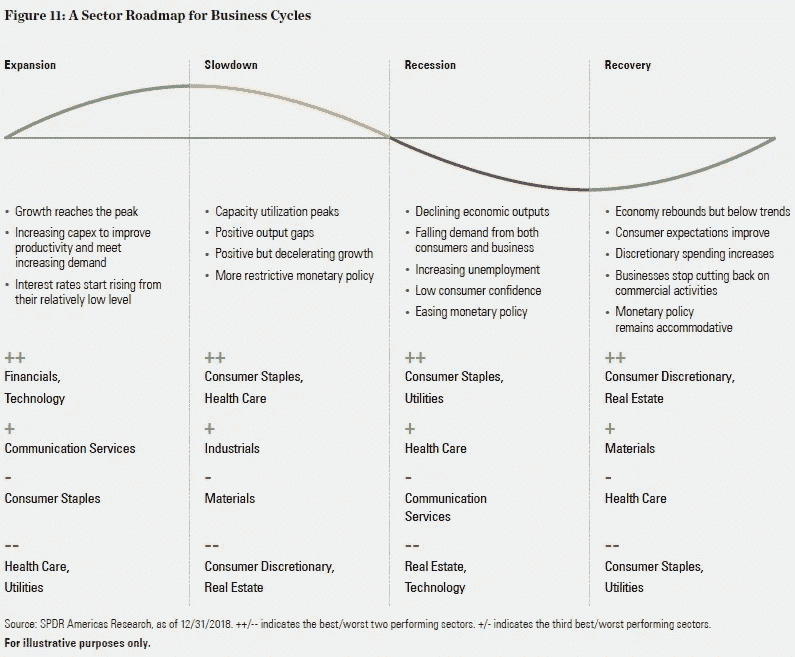 Figure 11: A Sector Roadmap for Business Cycles
Expansion
Slowdown
Recession
Recovery
• Growth reaches the peak
• Increasing capex to improve
productivity and meet
increasing demand
• Interest rates start rising from
their relatively low level
• Capacity utilization peaks
• Positive output gaps
• Positive but decelerating growth
• More restrictive monetary policy
• Declining economic outputs
• Falling demand from both
consumers and business
• Increasing unemployment
• Low consumer confidence
• Easing monetary policy
• Economy rebounds but below trends
• Consumer expectations improve
• Discretionary spending increases
• Businesses stop cutting back on
commercial activities
• Monetary policy
remains accommodative
++
Financials,
Technology
+
Communication Services
-
Consumer Staples
--
Health Care,
Utilities
++
Consumer Staples,
Health Care
+
Industrials
-
Materials
--
Consumer Discretionary,
Real Estate
++
Consumer Staples,
Utilities
+
Health Care
-
Communication
Services
--
Real Estate,
Technology
++
Consumer Discretionary,
Real Estate
+
Materials
-
Health Care
--
Consumer Staples,
Utilities
Source: SPDR Americas Research, as of 12/31/2018. ++/-- indicates the best/worst two performing sectors. +/- indicates the third best/worst performing sectors.
For illustrative purposes only.